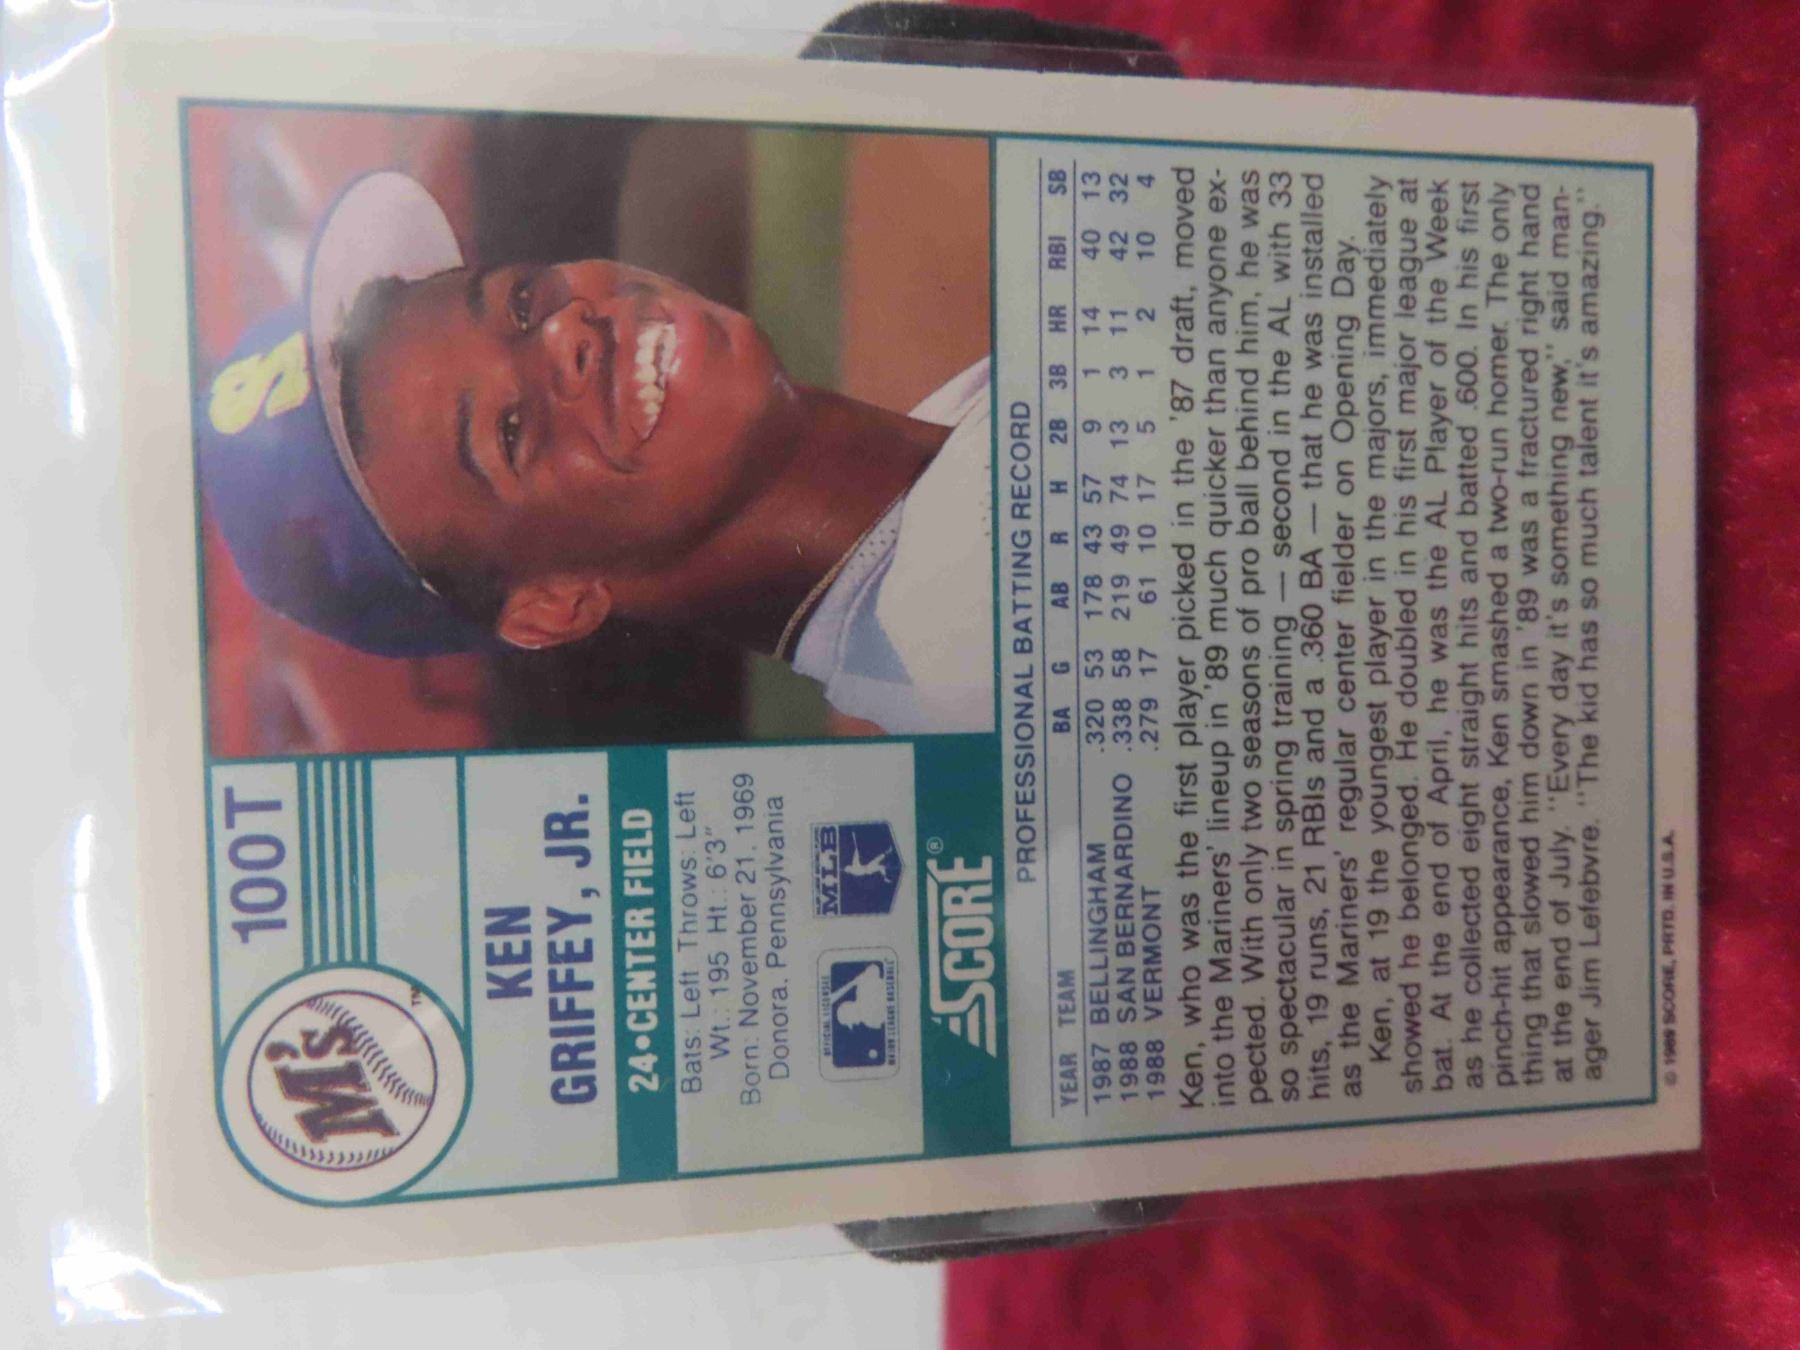 100T
M's
TM
KEN
GRIFFEY, JR.
24•CENTER FIELD
Bats: Left Throws: Left
Wt.: 195 Ht.: 6'3"
Born: November 21, 1969
Donora, Pennsylvania
OFFICIAL LICENSEE
MAJOR LEAGUE BASEBALL
MLB
SCORE®
PROFESSIONAL BATTING RECORD
YEAR TEAM BA G AB R H 2B 3B HR RBI SB
1987 BELLINGHAM .320 53 178 43 57 9 1 14 40 13
1988 SAN BERNARDINO .338 58 219 49 74 13 3 11 42 32
1988 VERMONT .279 17 61 10 17 5 1 2 10 4
Ken, who was the first player picked in the '87 draft, moved
into the Mariners' lineup in '89 much quicker than anyone ex-
pected. With only two seasons of pro ball behind him, he was
so spectacular in spring training — second in the AL with 33
hits, 19 runs, 21 RBIs and a .360 BA — that he was installed
as the Mariners' regular center fielder on Opening Day.
Ken, at 19 the youngest player in the majors, immediately
showed he belonged. He doubled in his first major league at
bat. At the end of April, he was the AL Player of the Week
as he collected eight straight hits and batted .600. In his first
pinch-hit appearance, Ken smashed a two-run homer. The only
thing that slowed him down in '89 was a fractured right hand
at the end of July. "Every day it's something new," said man-
ager Jim Lefebvre. "The kid has so much talent it's amazing."
© 1989 SCORE, PRTD. IN U.S.A.